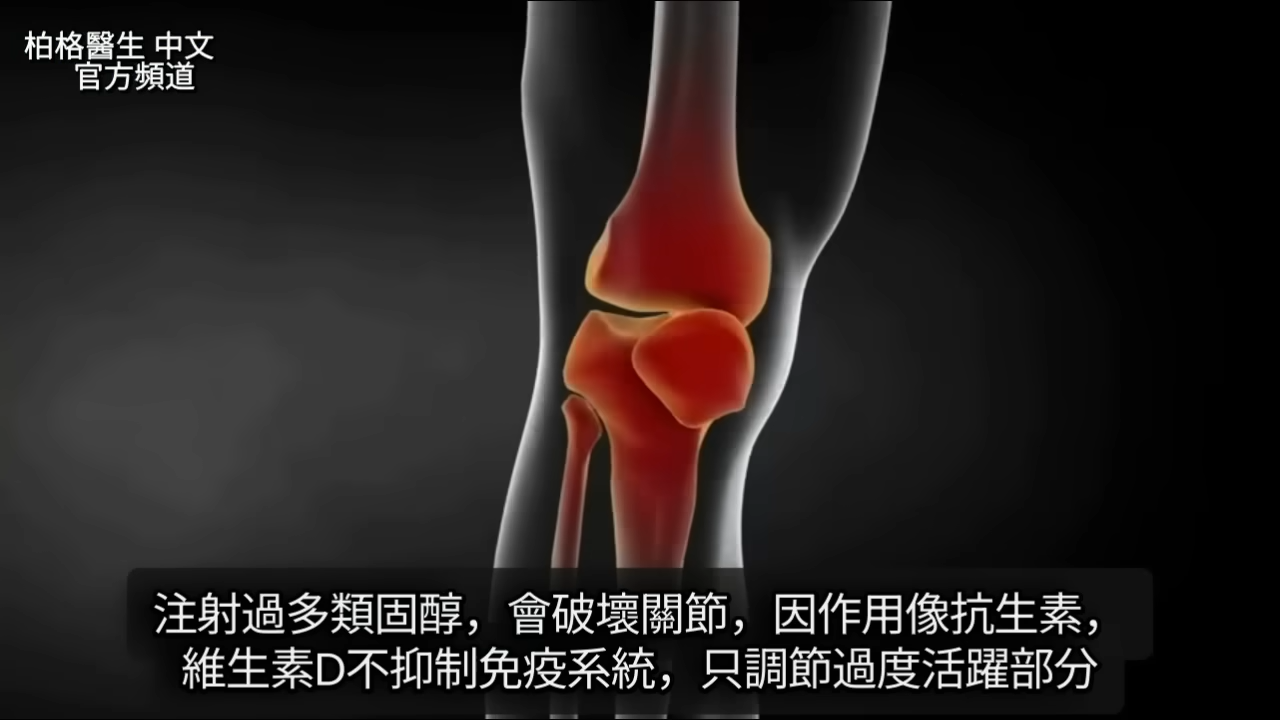 柏格醫生 中文
官方頻道
注射過多類固醇，會破壞關節，因作用像抗生素，
維生素D不抑制免疫系統，只調節過度活躍部分